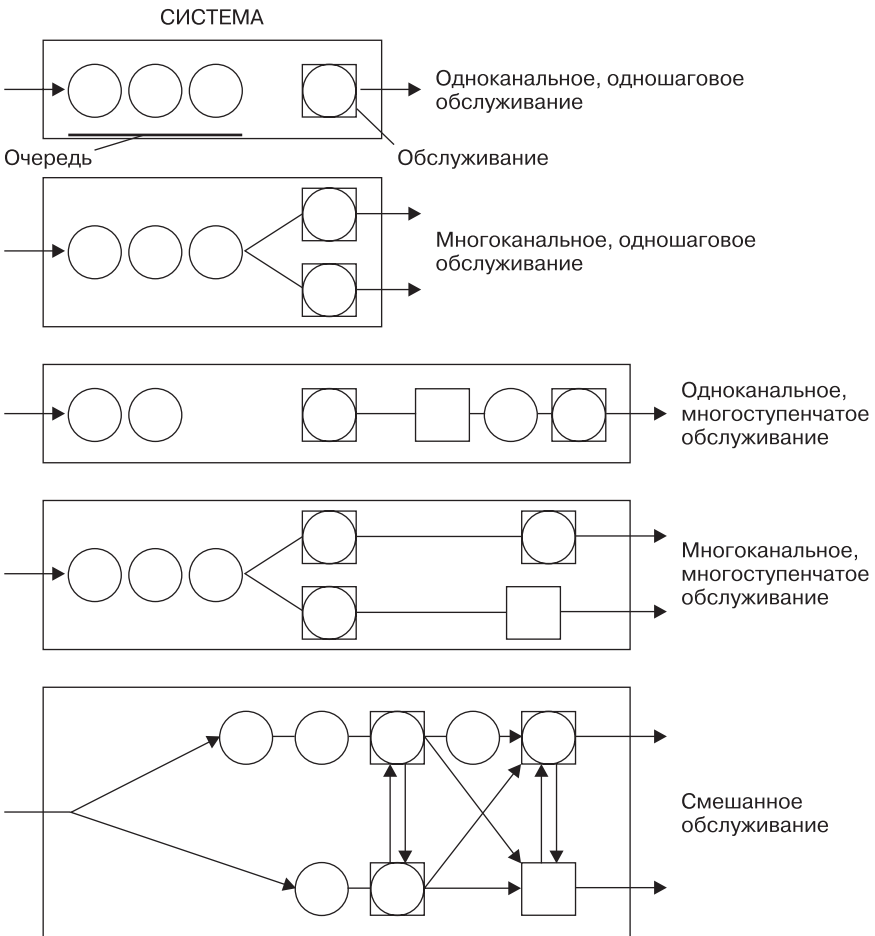 СИСТЕМА
Одноканальное, одношаговое
обслуживание
Очередь
Обслуживание
Многоканальное, одношаговое
обслуживание
Одноканальное,
многоступенчатое
обслуживание
Многоканальное,
многоступенчатое
обслуживание
Смешанное
обслуживание